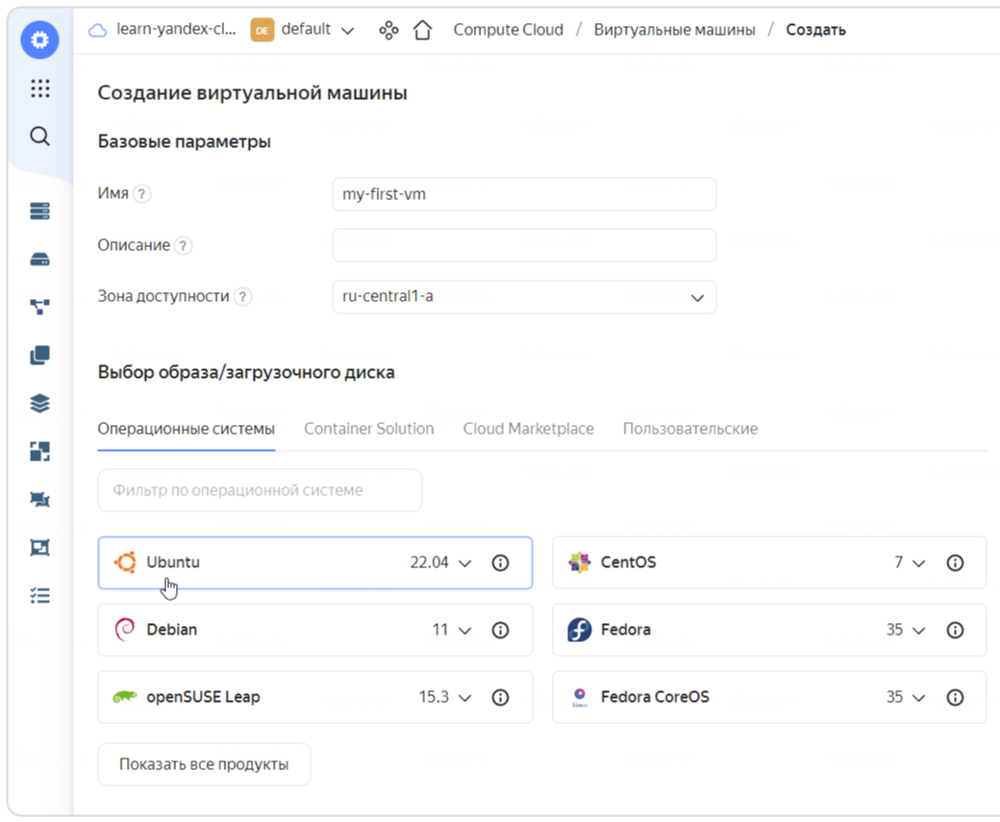 learn-yandex-cl... DE default Compute Cloud / Виртуальные машины / Создать
Создание виртуальной машины
Базовые параметры
Имя ? my-first-vm
Описание ?
Зона доступности ? ru-central1-a
Выбор образа/загрузочного диска
Операционные системы Container Solution Cloud Marketplace Пользовательские
Фильтр по операционной системе
Ubuntu 22.04 CentOS 7
Debian 11 Fedora 35
openSUSE Leap 15.3 Fedora CoreOS 35
Показать все продукты